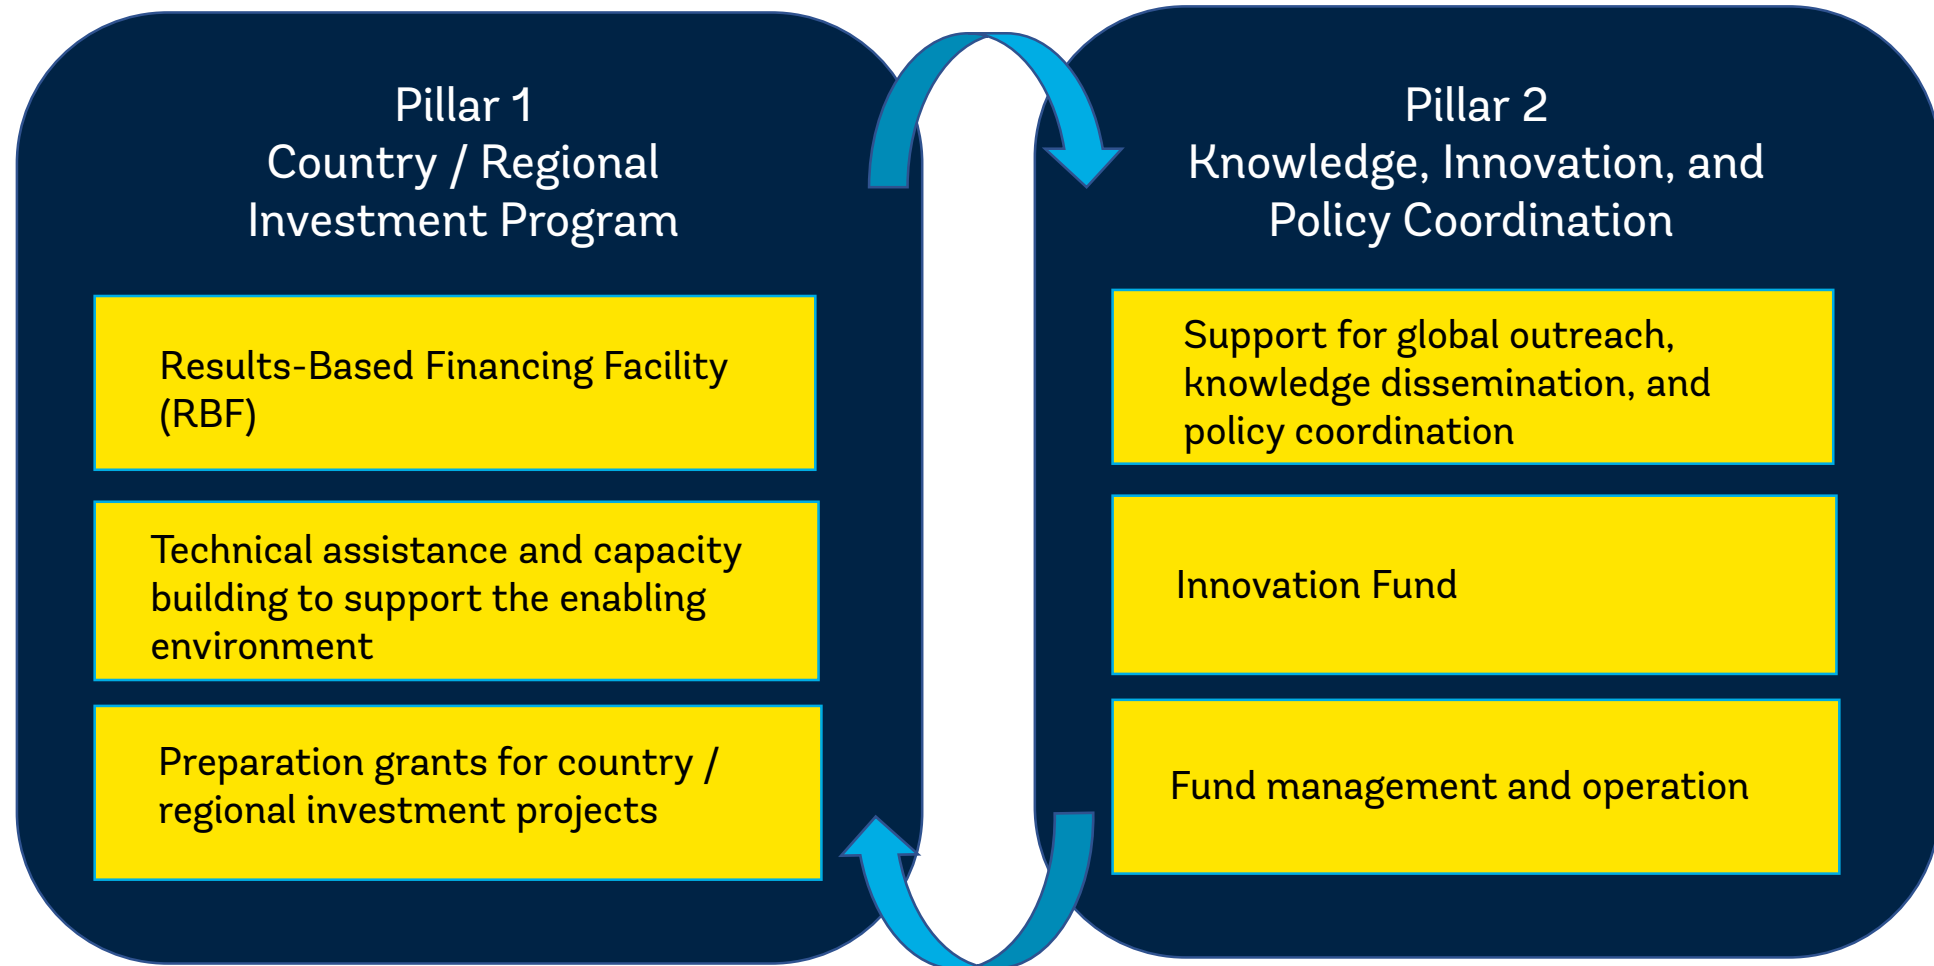 Pillar 1
Country / Regional
Investment Program
Results-Based Financing Facility
(RBF)
Technical assistance and capacity
building to support the enabling
environment
Preparation grants for country /
regional investment projects
Pillar 2
Knowledge, Innovation, and
Policy Coordination
Support for global outreach,
knowledge dissemination, and
policy coordination
Innovation Fund
Fund management and operation